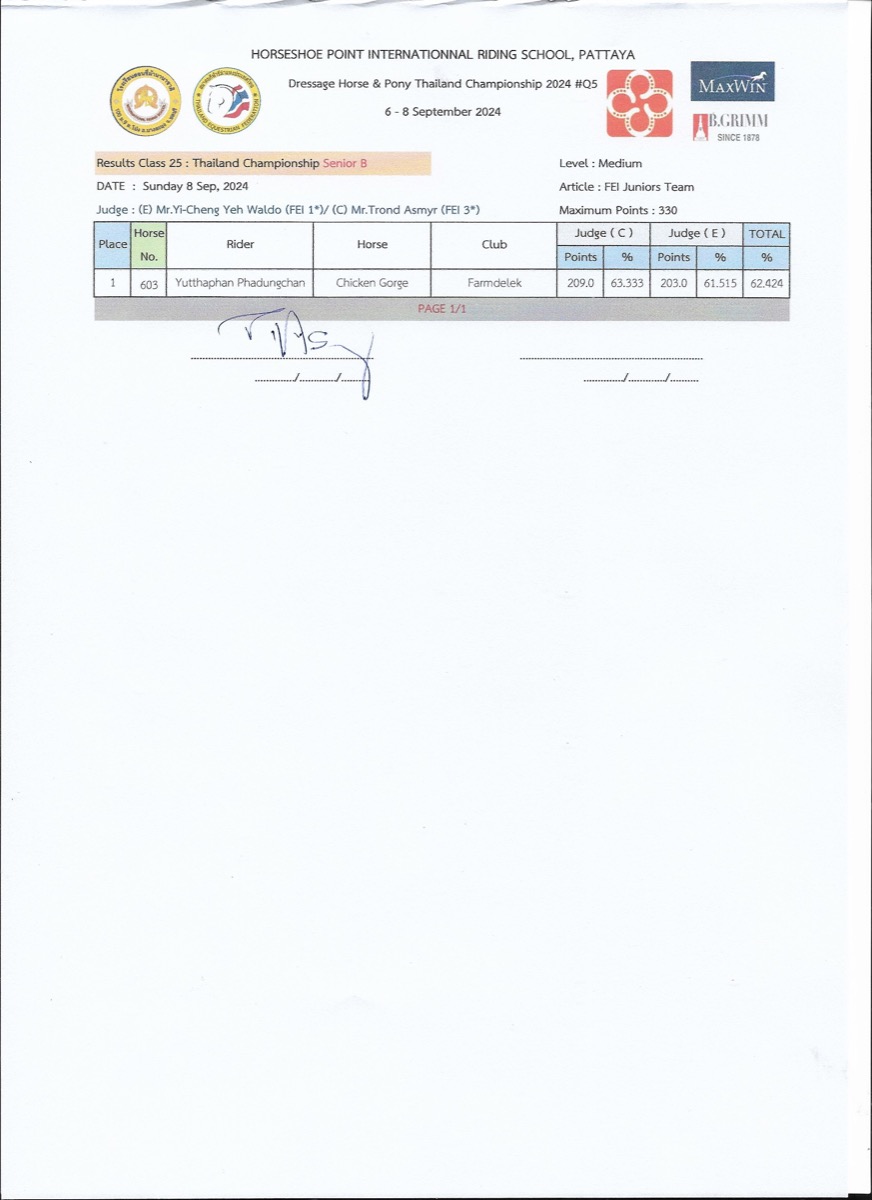 HORSESHOE POINT INTERNATIONNAL RIDING SCHOOL, PATTAYA
Dressage Horse & Pony Thailand Championship 2024 #Q5
6 - 8 September 2024
THAILAND EQUESTRIAN FEDERATION
MAXWIN
B.GRIMM
SINCE 1878
Results Class 25 : Thailand Championship Senior B
Level : Medium
DATE : Sunday 8 Sep, 2024
Article : FEI Juniors Team
Judge : (E) Mr.Yi-Cheng Yeh Waldo (FEI 1*)/ (C) Mr.Trond Asmyr (FEI 3*)
Maximum Points : 330
Place Horse No. Rider Horse Club Judge ( C ) Judge ( E ) TOTAL
Points % Points % %
1 603 Yutthaphan Phadungchan Chicken Gorge Farmdelek 209.0 63.333 203.0 61.515 62.424
PAGE 1/1